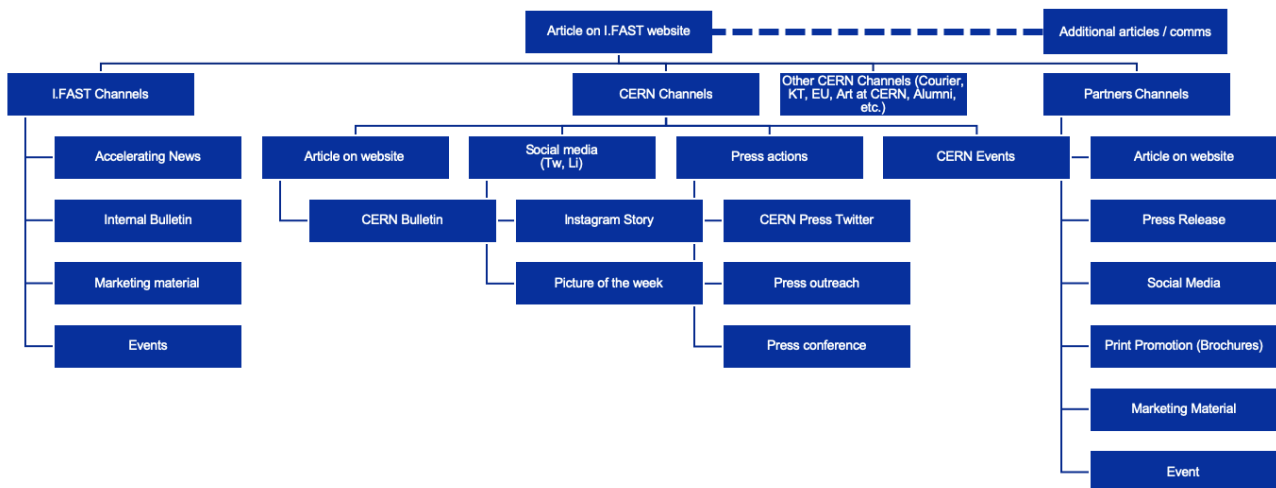 Article on I.FAST website
Additional articles / comms
I.FAST Channels
CERN Channels
Other CERN Channels (Courier,
KT, EU, Art at CERN, Alumni,
etc.)
Partners Channels
Accelerating News
Article on website
Social media
(Tw, Li)
Press actions
CERN Events
Article on website
Internal Bulletin
CERN Bulletin
Instagram Story
CERN Press Twitter
Press Release
Marketing material
Picture of the week
Press outreach
Social Media
Events
Press conference
Print Promotion (Brochures)
Marketing Material
Event